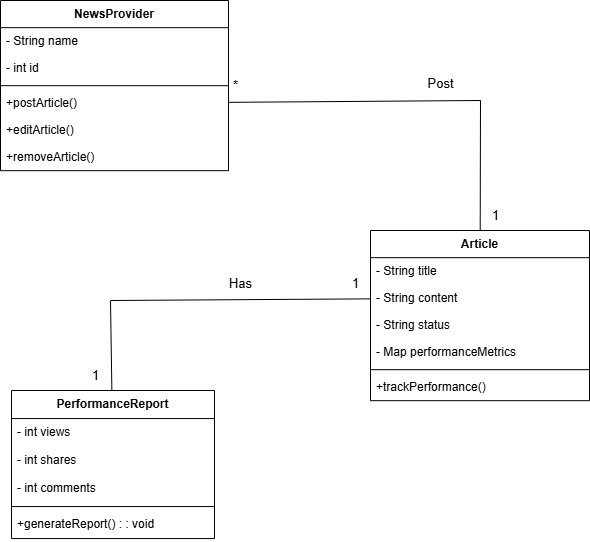 NewsProvider
- String name
- int id
+postArticle()
+editArticle()
+removeArticle()
*
Post
1
Article
- String title
- String content
- String status
- Map performanceMetrics
+trackPerformance()
Has
1
1
PerformanceReport
- int views
- int shares
- int comments
+generateReport() : : void